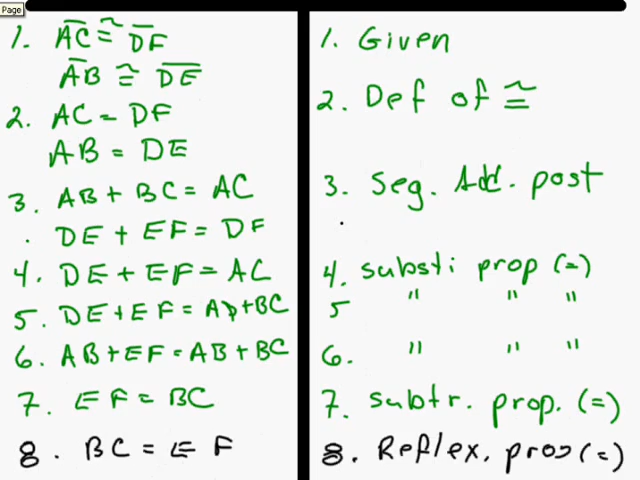 Page
1. AC ≅ DF
AB ≅ DE
2. AC = DF
AB = DE
3. AB + BC = AC
. DE + EF = DF
4. DE + EF = AC
5. DE + EF = AB + BC
6. AB + EF = AB + BC
7. EF = BC
8. BC = EF
1. Given
2. Def of ≅
3. Seg. Add. post
4. substi prop (=)
5 " " "
6. " " "
7. subtr. prop. (=)
8. Reflex. prop (=)